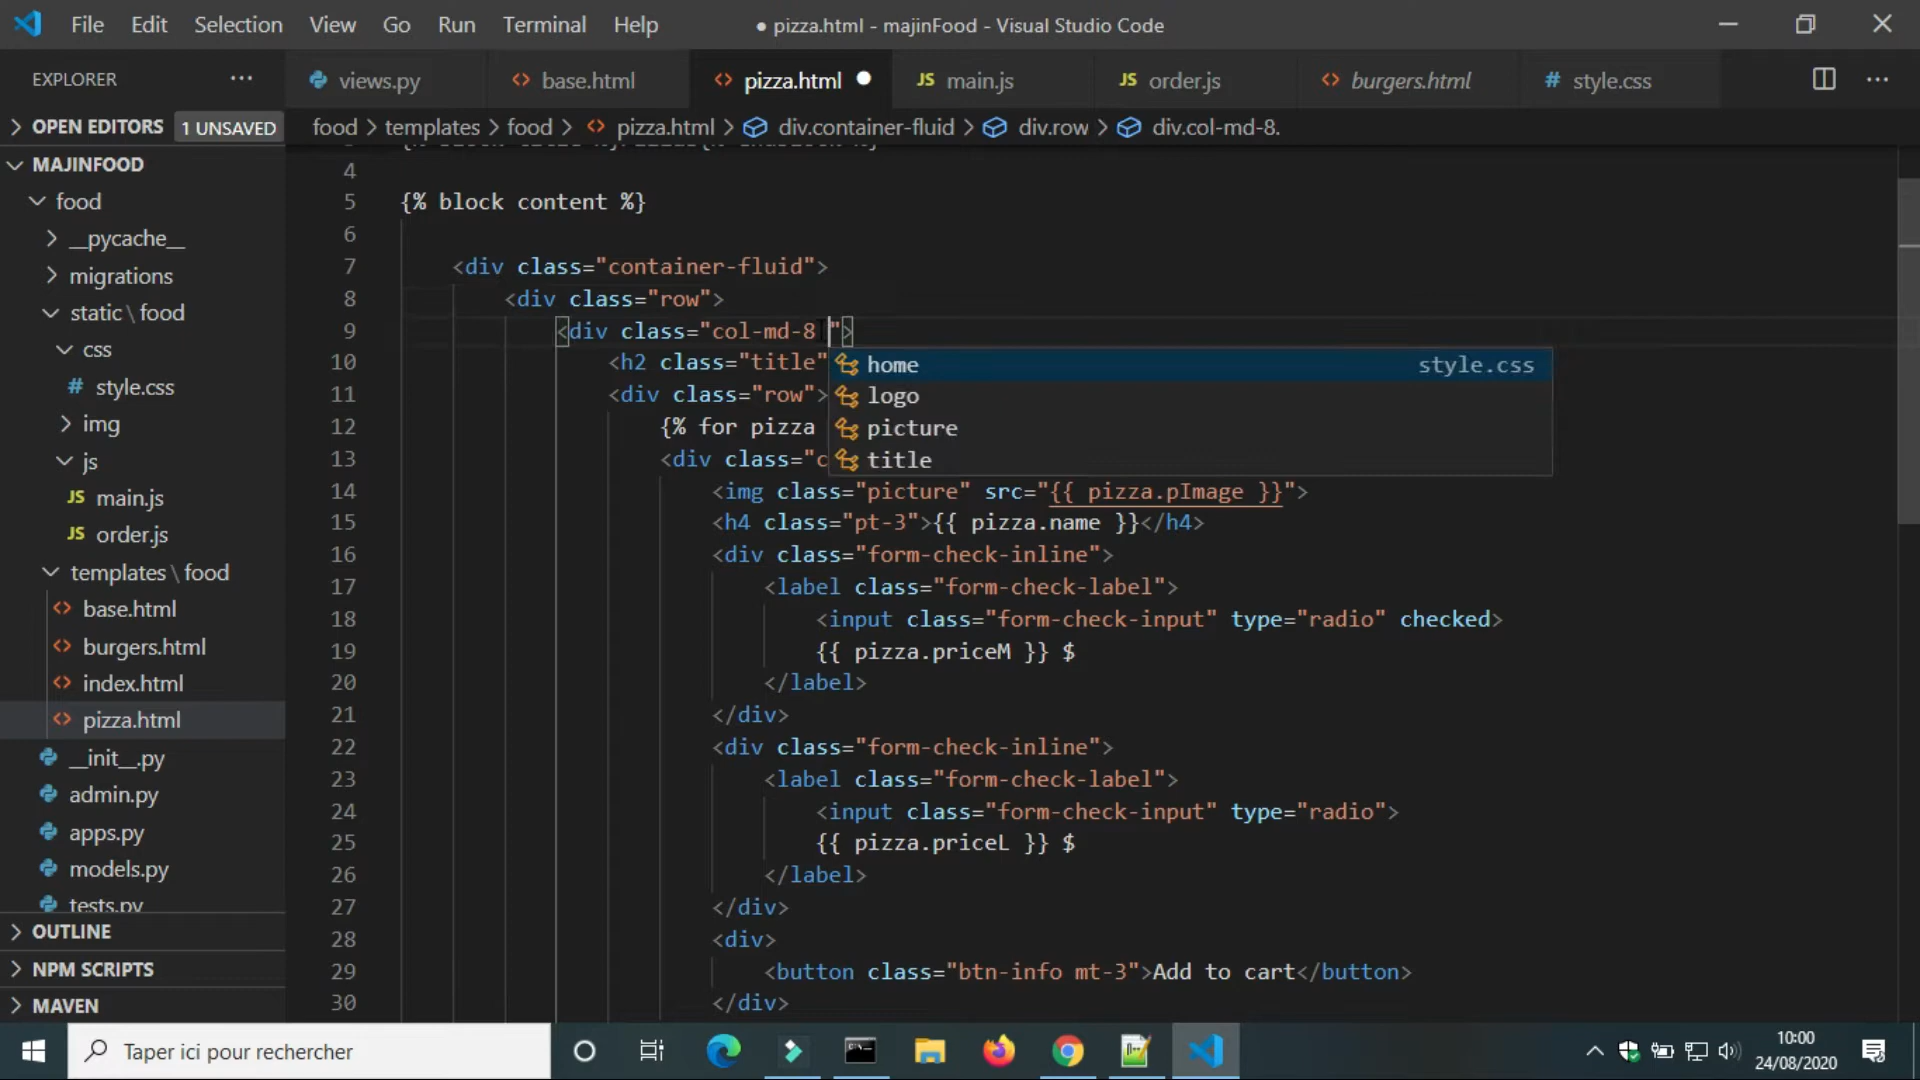 File Edit Selection View Go Run Terminal Help ● pizza.html - majinFood - Visual Studio Code
EXPLORER ··· views.py base.html pizza.html main.js order.js burgers.html style.css ···
OPEN EDITORS 1 UNSAVED food > templates > food > pizza.html > div.container-fluid > div.row > div.col-md-8.
MAJINFOOD
food
__pycache__
migrations
static \ food
css
# style.css
img
js
JS main.js
JS order.js
templates \ food
base.html
burgers.html
index.html
pizza.html
__init__.py
admin.py
apps.py
models.py
tests.py
OUTLINE
NPM SCRIPTS
MAVEN
4
5 {% block content %}
6
7 <div class="container-fluid">
8 <div class="row">
9 <div class="col-md-8 ">
10 <h2 class="title"
11 <div class="row">
12 {% for pizza
13 <div class="c
home style.css
logo
picture
title
14 <img class="picture" src="{{ pizza.pImage }}">
15 <h4 class="pt-3">{{ pizza.name }}</h4>
16 <div class="form-check-inline">
17 <label class="form-check-label">
18 <input class="form-check-input" type="radio" checked>
19 {{ pizza.priceM }} $
20 </label>
21 </div>
22 <div class="form-check-inline">
23 <label class="form-check-label">
24 <input class="form-check-input" type="radio">
25 {{ pizza.priceL }} $
26 </label>
27 </div>
28 <div>
29 <button class="btn-info mt-3">Add to cart</button>
30 </div>
Taper ici pour rechercher
10:00
24/08/2020